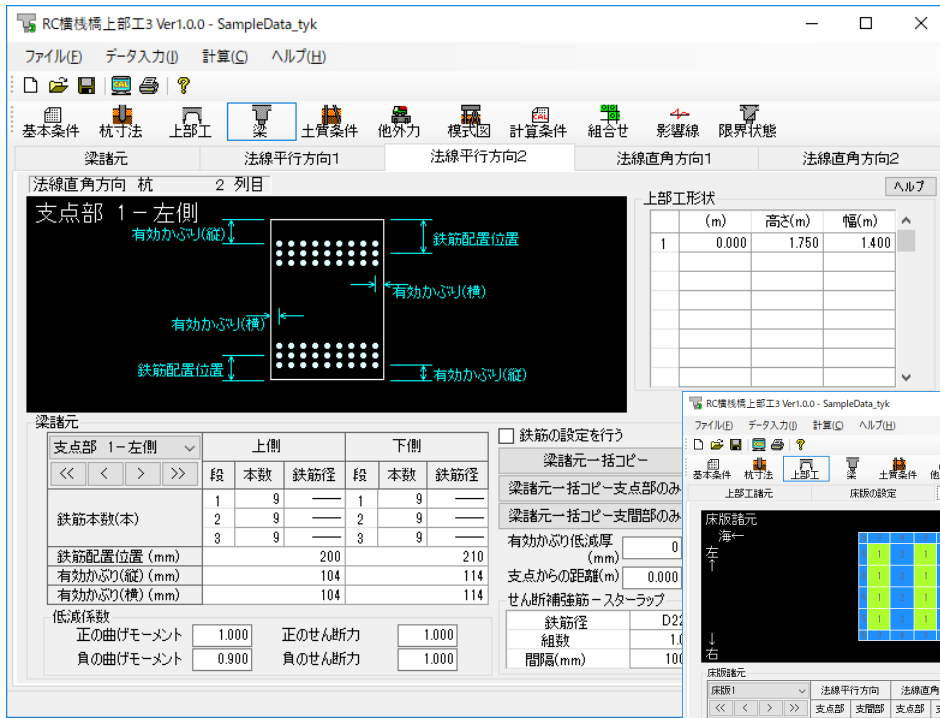 RC横桟橋上部工3 Ver1.0.0 - SampleData_tyk
ファイル(F) データ入力(I) 計算(C) ヘルプ(H)
基本条件 杭寸法 上部工 梁 土質条件 他外力 模式図 計算条件 組合せ 影響線 限界状態
梁諸元 法線平行方向1 法線平行方向2 法線直角方向1 法線直角方向2
法線直角方向 杭 2 列目
ヘルプ
支点部 1-左側
有効かぶり(縦)
鉄筋配置位置
有効かぶり(横)
有効かぶり(横)
鉄筋配置位置
有効かぶり(縦)
上部工形状
(m) 高さ(m) 幅(m)
1 0.000 1.750 1.400
梁諸元
支点部 1-左側 上側 下側
<< < > >> 段 本数 鉄筋径 段 本数 鉄筋径
鉄筋本数(本)
1 9 ―― 1 9 ――
2 9 ―― 2 9 ――
3 9 ―― 3 9 ――
鉄筋配置位置 (mm) 200 210
有効かぶり(縦) (mm) 104 114
有効かぶり(横) (mm) 104 114
低減係数
正の曲げモーメント 1.000 正のせん断力 1.000
負の曲げモーメント 0.900 負のせん断力 1.000
鉄筋の設定を行う
梁諸元一括コピー
梁諸元一括コピー支点部のみ
梁諸元一括コピー支間部のみ
有効かぶり低減厚
(mm) 0
支点からの距離(m) 0.000
せん断補強筋-スターラップ
鉄筋径 D22
組数 1.0
間隔(mm) 100
RC横桟橋上部工3 Ver1.0.0 - SampleData_tyk
ファイル(F) データ入力(I) 計算(C) ヘルプ(H)
基本条件 杭寸法 上部工 梁 土質条件 他
上部工諸元 床版の設定
床版諸元
海←
左
↑
↓
右
床版諸元
床版1 法線平行方向 法線直角
<< < > >> 支点部 支間部 支点部